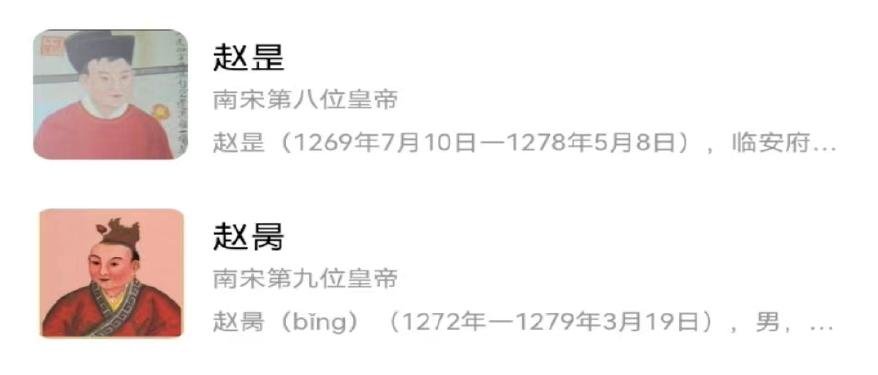 赵昰
南宋第八位皇帝
赵昰（1269年7月10日—1278年5月8日），临安府...
赵昺
南宋第九位皇帝
赵昺（bǐng）（1272年—1279年3月19日），男，...